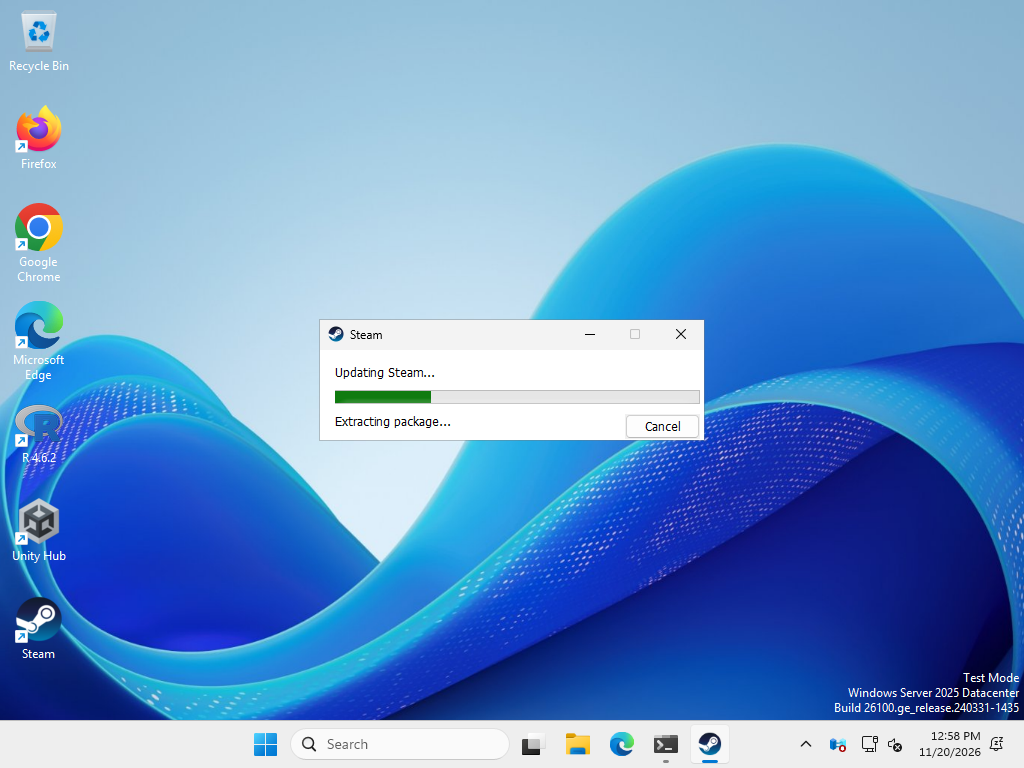 Recycle Bin
Firefox
Google
Chrome
Microsoft
Edge
R 4.6.2
Unity Hub
Steam
Steam
Updating Steam...
Extracting package...
Cancel
Test Mode
Windows Server 2025 Datacenter
Build 26100.ge_release.240331-1435
Search
12:58 PM
11/20/2026